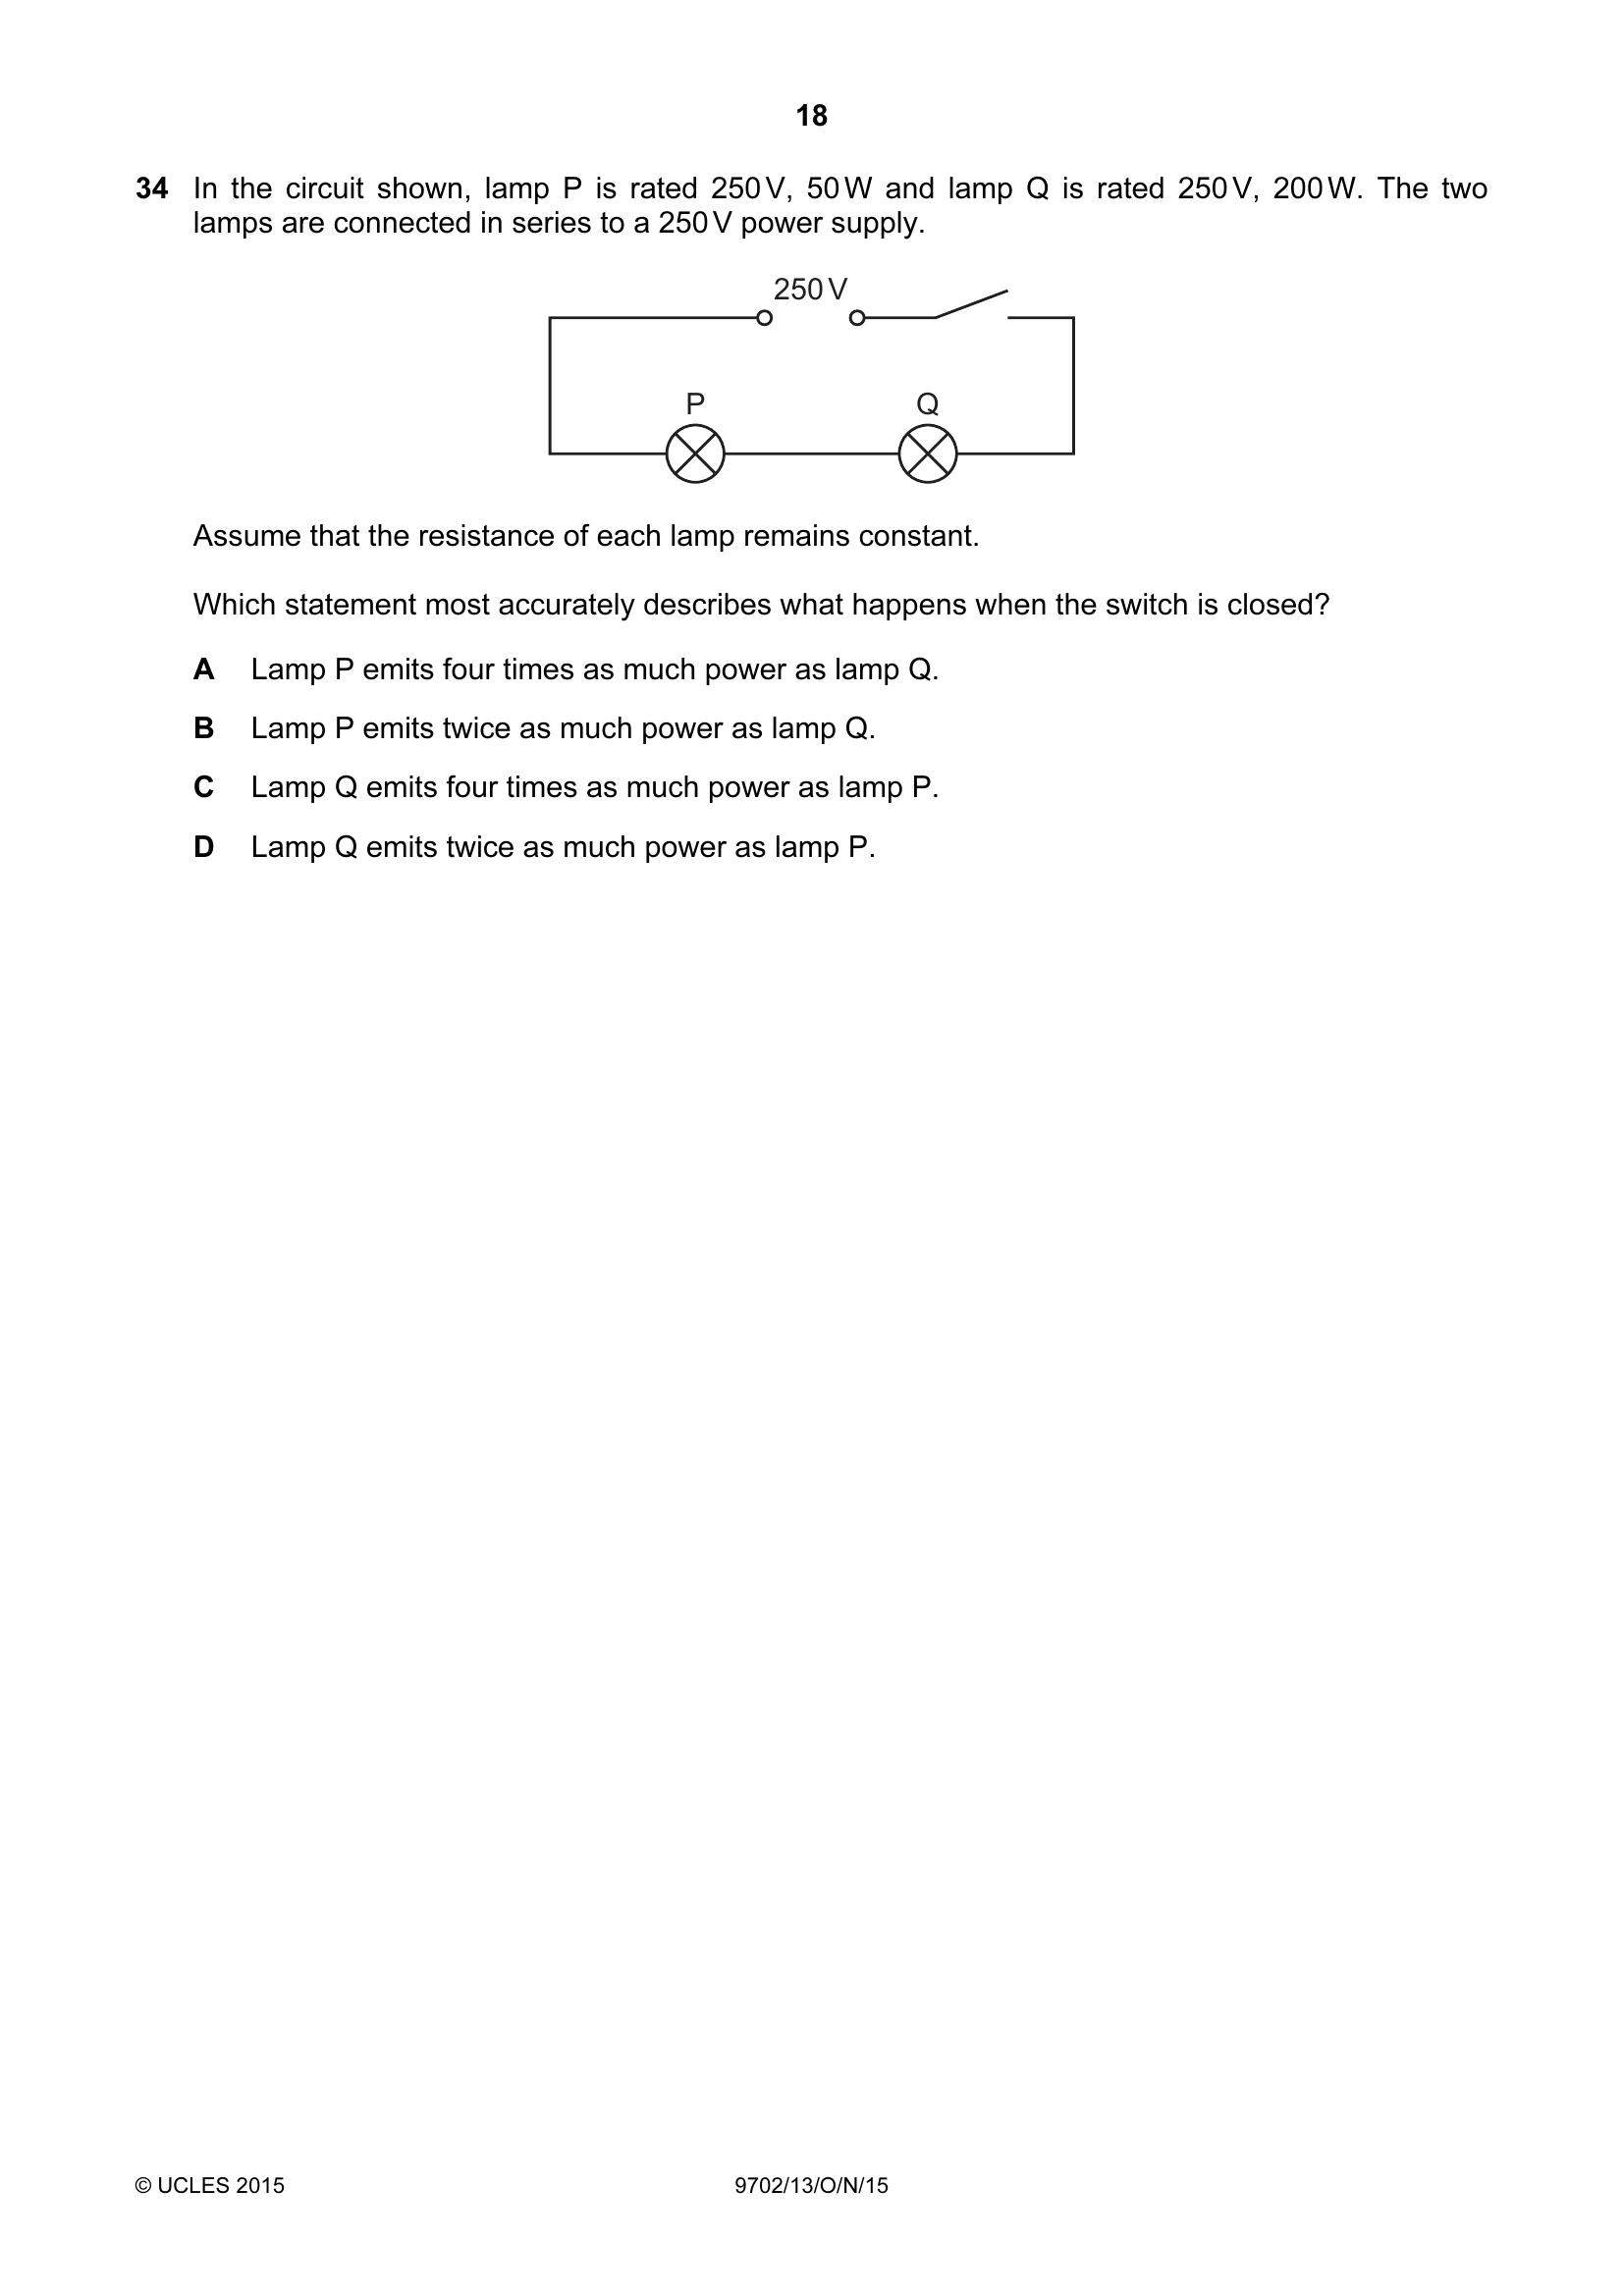 18
34 In the circuit shown, lamp P is rated 250 V, 50 W and lamp Q is rated 250 V, 200 W. The two
lamps are connected in series to a 250 V power supply.
250 V
P Q
Assume that the resistance of each lamp remains constant.
Which statement most accurately describes what happens when the switch is closed?
A Lamp P emits four times as much power as lamp Q.
B Lamp P emits twice as much power as lamp Q.
C Lamp Q emits four times as much power as lamp P.
D Lamp Q emits twice as much power as lamp P.
© UCLES 2015 9702/13/O/N/15